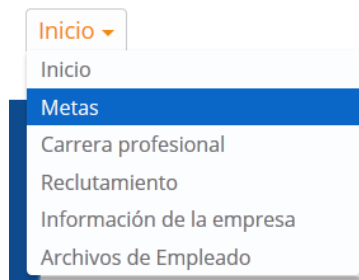 Inicio
Inicio
Metas
Carrera profesional
Reclutamiento
Información de la empresa
Archivos de Empleado